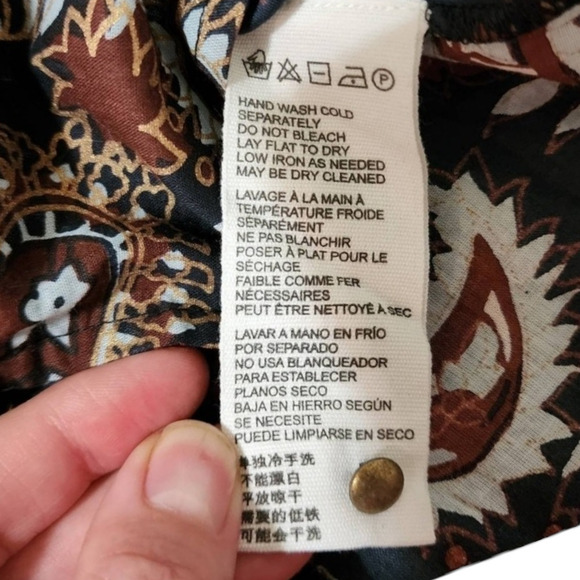 HAND WASH COLD
SEPARATELY
DO NOT BLEACH
LAY FLAT TO DRY
LOW IRON AS NEEDED
MAY BE DRY CLEANED
LAVAGE À LA MAIN À
TEMPÉRATURE FROIDE
SÉPARÉMENT
NE PAS BLANCHIR
POSER À PLAT POUR LE
SÉCHAGE
FAIBLE COMME FER
NÉCESSAIRES
PEUT ÊTRE NETTOYÉ À SEC
LAVAR A MANO EN FRÍO
POR SEPARADO
NO USA BLANQUEADOR
PARA ESTABLECER
PLANOS SECO
BAJA EN HIERRO SEGÚN
SE NECESITE
PUEDE LIMPIARSE EN SECO
单独冷手洗
不能漂白
平放晾干
需要的低铁
可能会干洗